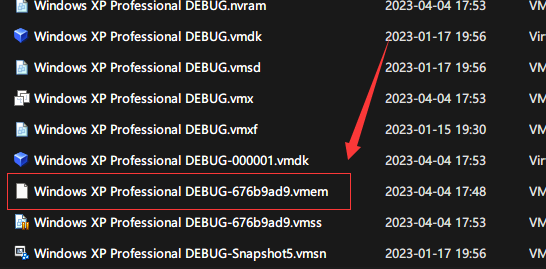 Windows XP Professional DEBUG.nvram 2023-04-04 17:53 VM
Windows XP Professional DEBUG.vmdk 2023-01-17 19:56 Virt
Windows XP Professional DEBUG.vmsd 2023-01-17 19:56 VM
Windows XP Professional DEBUG.vmx 2023-04-04 17:53 VM
Windows XP Professional DEBUG.vmxf 2023-01-15 19:30 VM
Windows XP Professional DEBUG-000001.vmdk 2023-04-04 17:53 Virt
Windows XP Professional DEBUG-676b9ad9.vmem 2023-04-04 17:48 VM
Windows XP Professional DEBUG-676b9ad9.vmss 2023-04-04 17:53 VM
Windows XP Professional DEBUG-Snapshot5.vmsn 2023-01-17 19:56 VM